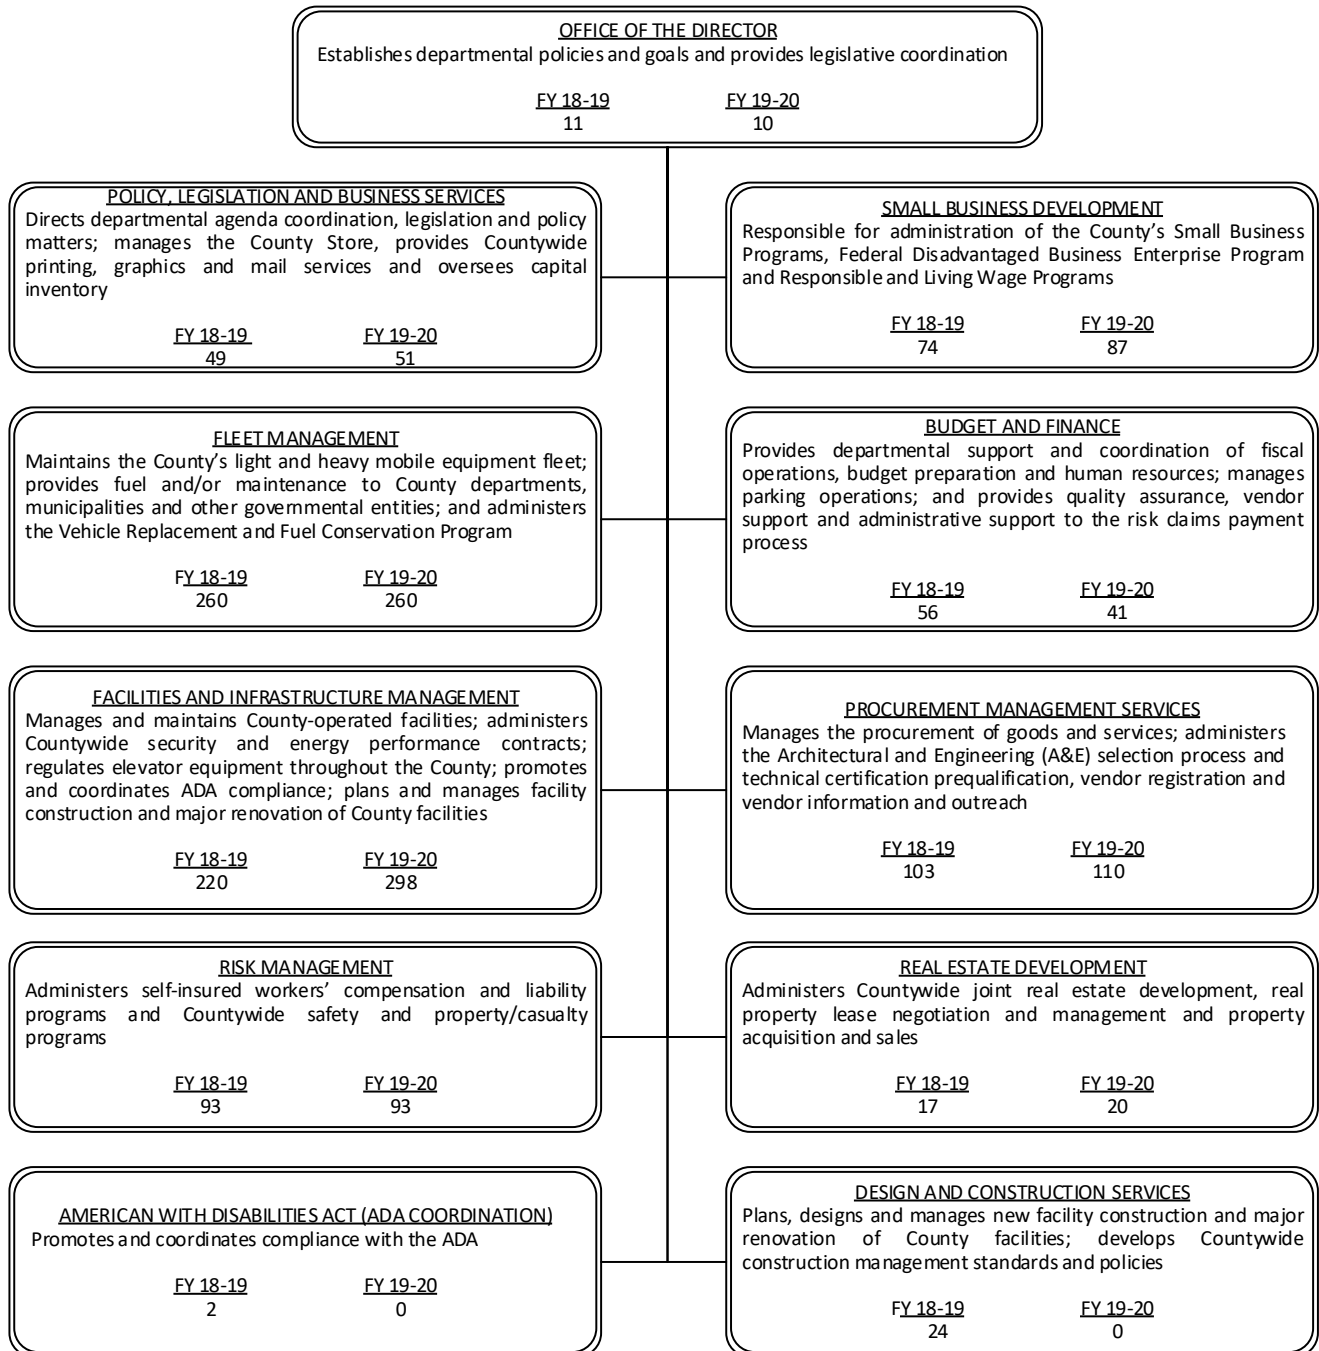 OFFICE OF THE DIRECTOR
Establishes departmental policies and goals and provides legislative coordination
FY 18-19 FY 19-20
11 10
POLICY, LEGISLATION AND BUSINESS SERVICES
Directs departmental agenda coordination, legislation and policy
matters; manages the County Store, provides Countywide
printing, graphics and mail services and oversees capital
inventory
FY 18-19 FY 19-20
49 51
SMALL BUSINESS DEVELOPMENT
Responsible for administration of the County's Small Business
Programs, Federal Disadvantaged Business Enterprise Program
and Responsible and Living Wage Programs
FY 18-19 FY 19-20
74 87
FLEET MANAGEMENT
Maintains the County's light and heavy mobile equipment fleet;
provides fuel and/or maintenance to County departments,
municipalities and other governmental entities; and administers
the Vehicle Replacement and Fuel Conservation Program
FY 18-19 FY 19-20
260 260
BUDGET AND FINANCE
Provides departmental support and coordination of fiscal
operations, budget preparation and human resources; manages
parking operations; and provides quality assurance, vendor
support and administrative support to the risk claims payment
process
FY 18-19 FY 19-20
56 41
FACILITIES AND INFRASTRUCTURE MANAGEMENT
Manages and maintains County-operated facilities; administers
Countywide security and energy performance contracts;
regulates elevator equipment throughout the County; promotes
and coordinates ADA compliance; plans and manages facility
construction and major renovation of County facilities
FY 18-19 FY 19-20
220 298
PROCUREMENT MANAGEMENT SERVICES
Manages the procurement of goods and services; administers
the Architectural and Engineering (A&E) selection process and
technical certification prequalification, vendor registration and
vendor information and outreach
FY 18-19 FY 19-20
103 110
RISK MANAGEMENT
Administers self-insured workers' compensation and liability
programs and Countywide safety and property/casualty
programs
FY 18-19 FY 19-20
93 93
REAL ESTATE DEVELOPMENT
Administers Countywide joint real estate development, real
property lease negotiation and management and property
acquisition and sales
FY 18-19 FY 19-20
17 20
AMERICAN WITH DISABILITIES ACT (ADA COORDINATION)
Promotes and coordinates compliance with the ADA
FY 18-19 FY 19-20
2 0
DESIGN AND CONSTRUCTION SERVICES
Plans, designs and manages new facility construction and major
renovation of County facilities; develops Countywide
construction management standards and policies
FY 18-19 FY 19-20
24 0